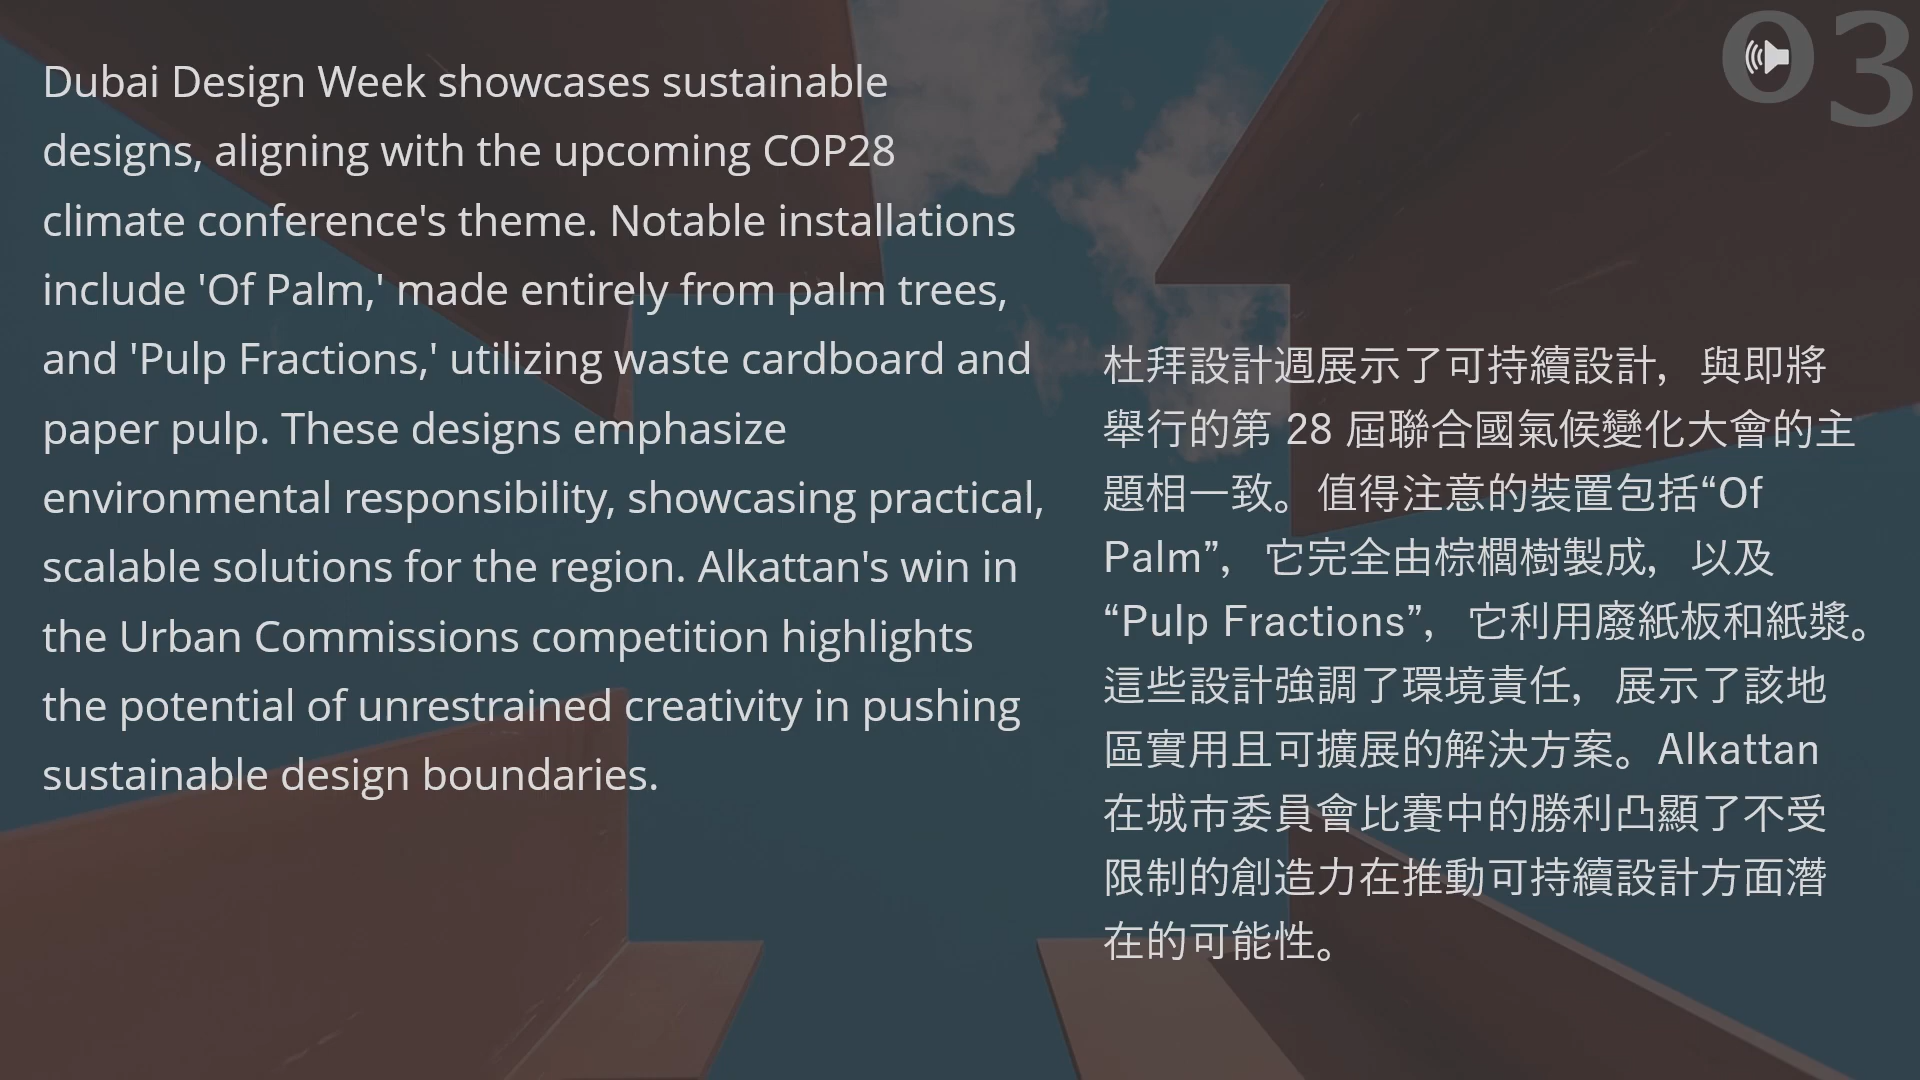 03
Dubai Design Week showcases sustainable
designs, aligning with the upcoming COP28
climate conference's theme. Notable installations
include 'Of Palm,' made entirely from palm trees,
and 'Pulp Fractions,' utilizing waste cardboard and
paper pulp. These designs emphasize
environmental responsibility, showcasing practical,
scalable solutions for the region. Alkattan's win in
the Urban Commissions competition highlights
the potential of unrestrained creativity in pushing
sustainable design boundaries.
杜拜設計週展示了可持續設計，與即將
舉行的第 28 屆聯合國氣候變化大會的主
題相一致。值得注意的裝置包括“Of
Palm”，它完全由棕櫚樹製成，以及
“Pulp Fractions”，它利用廢紙板和紙漿。
這些設計強調了環境責任，展示了該地
區實用且可擴展的解決方案。Alkattan
在城市委員會比賽中的勝利凸顯了不受
限制的創造力在推動可持續設計方面潛
在的可能性。